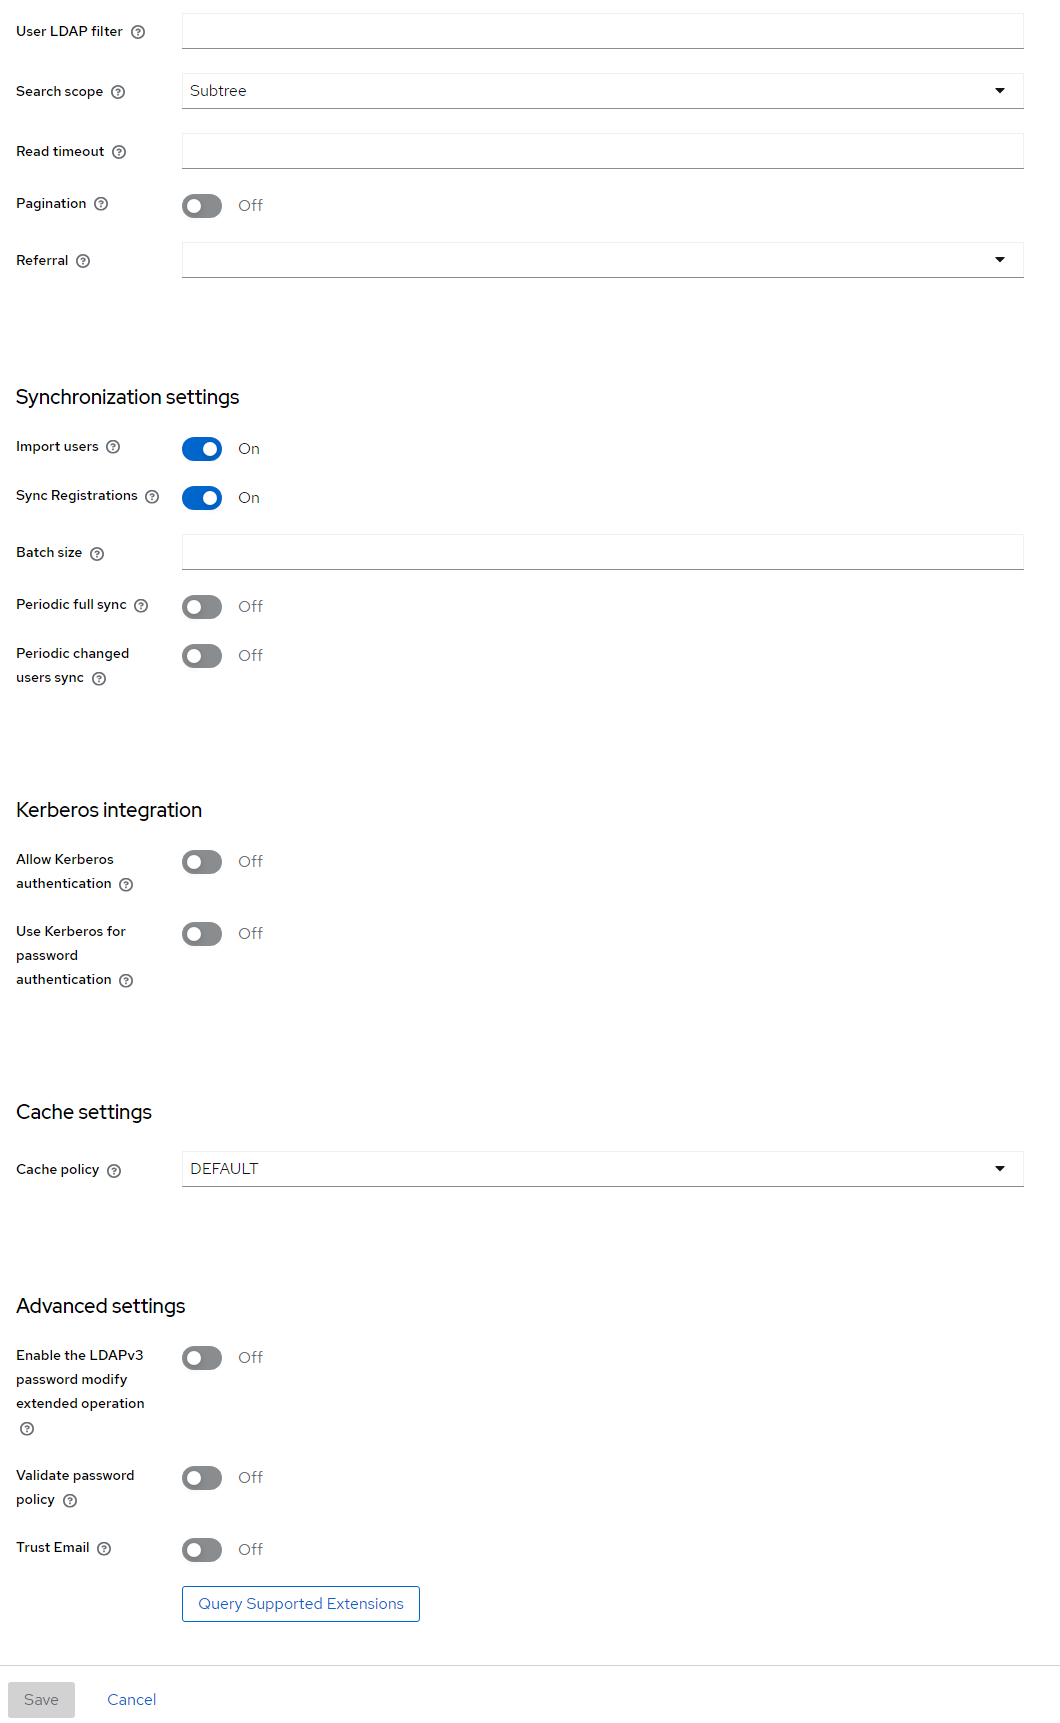 User LDAP filter
Search scope
Subtree
Read timeout
Pagination
Off
Referral
Synchronization settings
Import users
On
Sync Registrations
On
Batch size
Periodic full sync
Off
Periodic changed
users sync
Off
Kerberos integration
Allow Kerberos
authentication
Off
Use Kerberos for
password
authentication
Off
Cache settings
Cache policy
DEFAULT
Advanced settings
Enable the LDAPv3
password modify
extended operation
Off
Validate password
policy
Off
Trust Email
Off
Query Supported Extensions
Save
Cancel